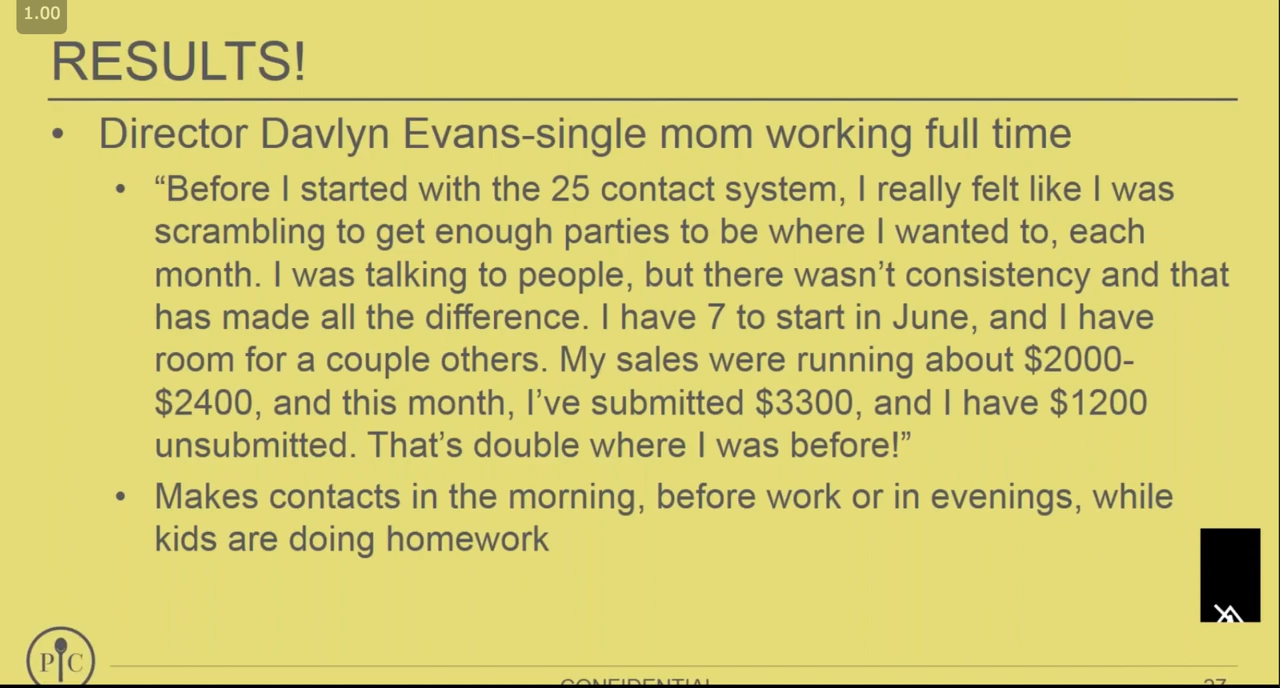 1.00
RESULTS!
• Director Davlyn Evans-single mom working full time
• “Before I started with the 25 contact system, I really felt like I was
scrambling to get enough parties to be where I wanted to, each
month. I was talking to people, but there wasn’t consistency and that
has made all the difference. I have 7 to start in June, and I have
room for a couple others. My sales were running about $2000-
$2400, and this month, I’ve submitted $3300, and I have $1200
unsubmitted. That’s double where I was before!”
• Makes contacts in the morning, before work or in evenings, while
kids are doing homework
PC
CONFIDENTIAL
27